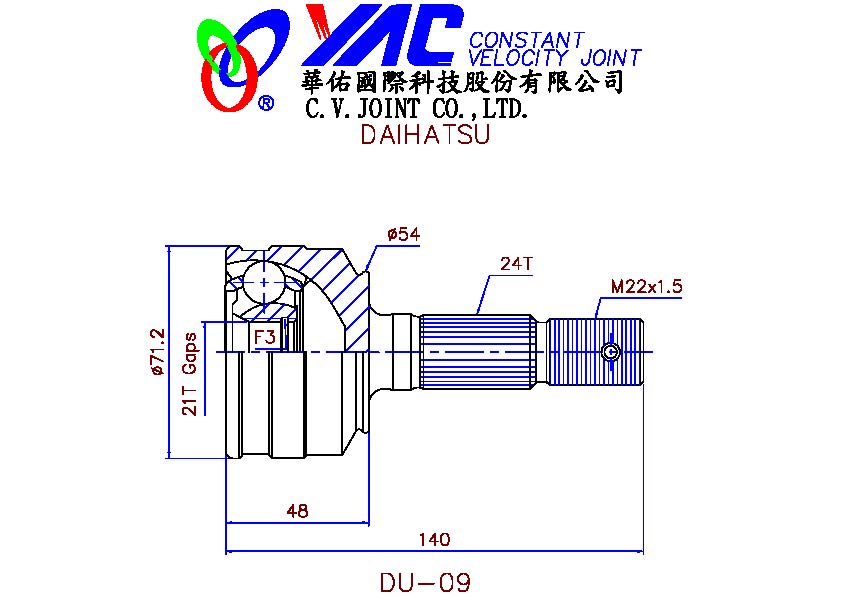 YAC CONSTANT
VELOCITY JOINT
®
華佑國際科技股份有限公司
C.V.JOINT CO.,LTD.
DAIHATSU
ø54
24T
M22x1.5
F3
ø71.2
21T Gaps
48
140
DU-09